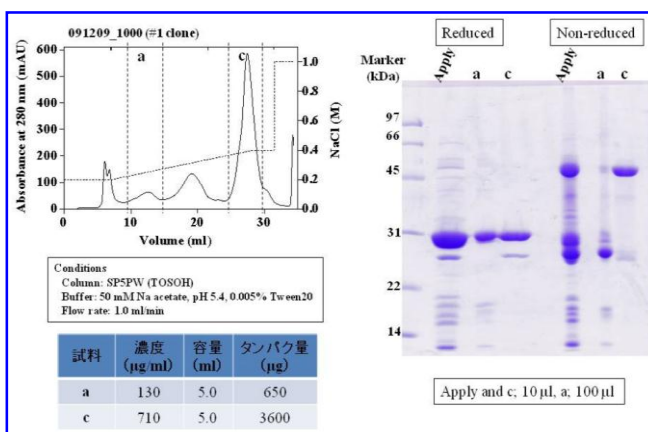 091209_1000 (#1 clone)
a
c
Absorbance at 280 nm (mAU)
600
500
400
300
200
100
0
0
10
20
30
Volume (ml)
1.0
0.8
0.6
0.4
0.2
0.0
NaCl (M)
Conditions
Column: SP5PW (TOSOH)
Buffer: 50 mM Na acetate, pH 5.4, 0.005% Tween20
Flow rate: 1.0 ml/min
試料 濃度 (μg/ml) 容量 (ml) タンパク量 (μg)
a 130 5.0 650
c 710 5.0 3600
Reduced
Non-reduced
Marker (kDa)
Apply a c
Apply a c
97
66
45
31
22
14
Apply and c; 10 μl, a; 100 μl